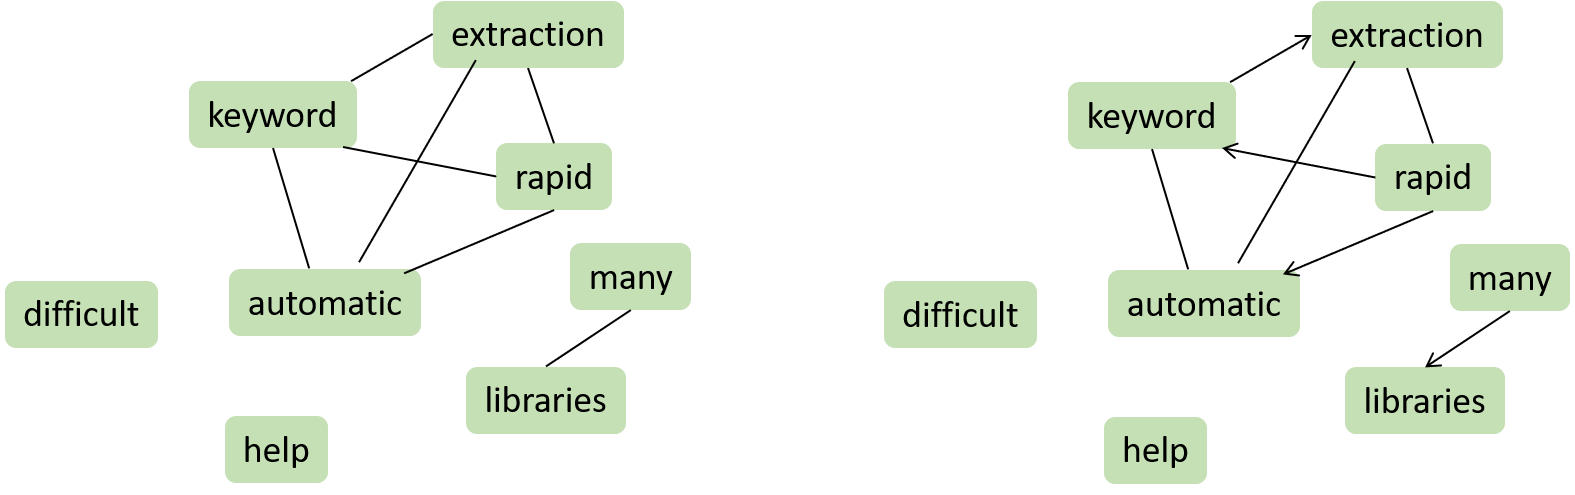 extraction
keyword
rapid
many
automatic
difficult
libraries
help
extraction
keyword
rapid
many
automatic
difficult
libraries
help